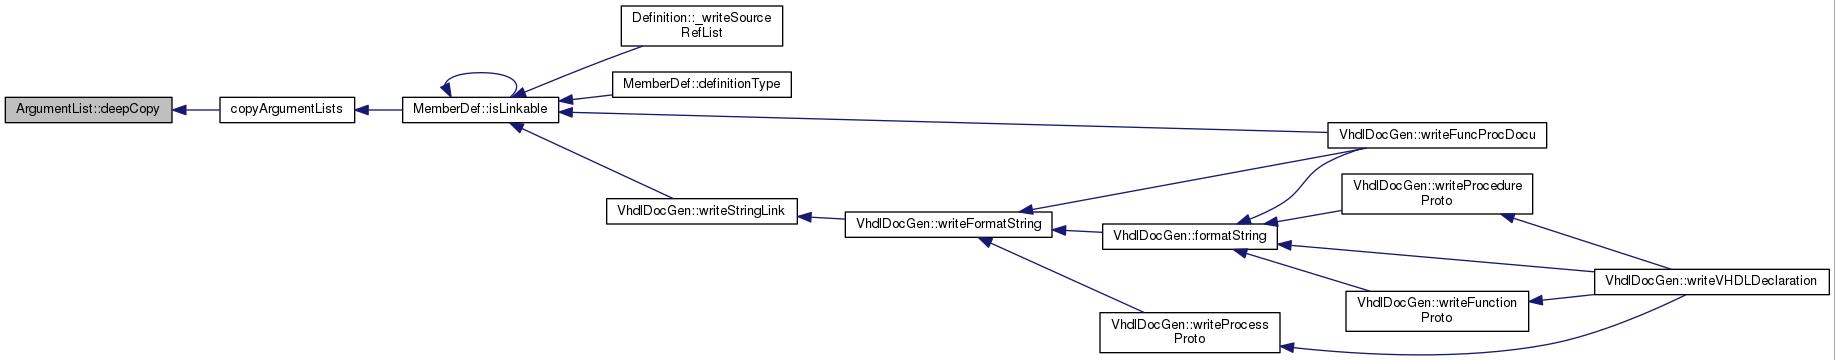 Definition::_writeSource
RefList
MemberDef::definitionType
ArgumentList::deepCopy
copyArgumentLists
MemberDef::isLinkable
VhdlDocGen::writeFuncProcDocu
VhdlDocGen::writeProcedure
Proto
VhdlDocGen::writeStringLink
VhdlDocGen::writeFormatString
VhdlDocGen::formatString
VhdlDocGen::writeVHDLDeclaration
VhdlDocGen::writeFunction
Proto
VhdlDocGen::writeProcess
Proto